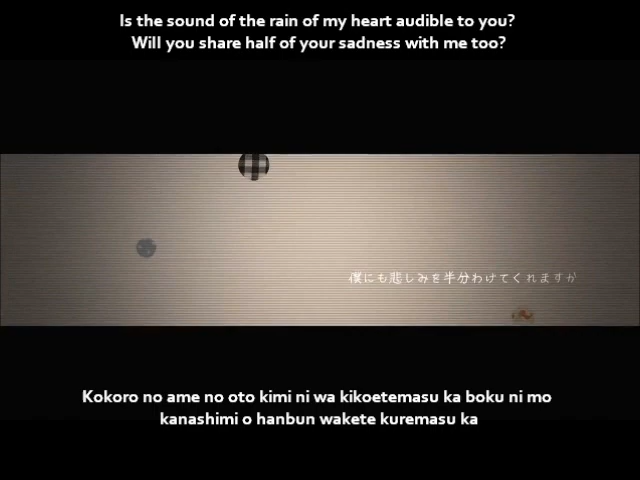 Is the sound of the rain of my heart audible to you?
Will you share half of your sadness with me too?
僕にも悲しみを半分わけてくれますか
Kokoro no ame no oto kimi ni wa kikoetemasu ka boku ni mo
kanashimi o hanbun wakete kuremasu ka